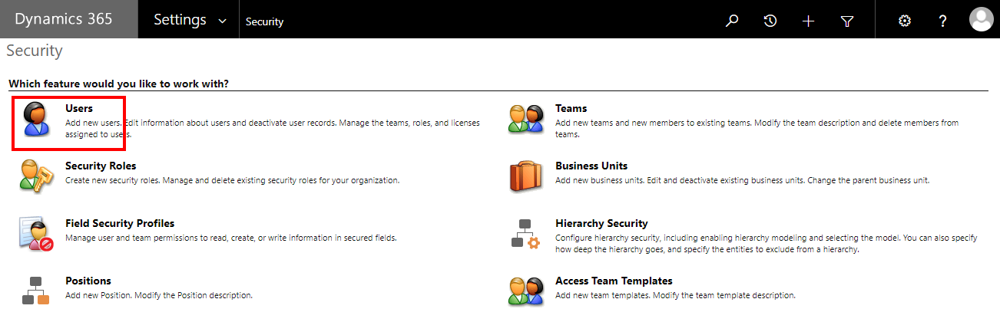 Dynamics 365 Settings Security
Security
Which feature would you like to work with?
Users
Add new users. Edit information about users and deactivate user records. Manage the teams, roles, and licenses
assigned to users.
Teams
Add new teams and new members to existing teams. Modify the team description and delete members from
teams.
Security Roles
Create new security roles. Manage and delete existing security roles for your organization.
Business Units
Add new business units. Edit and deactivate existing business units. Change the parent business unit.
Field Security Profiles
Manage user and team permissions to read, create, or write information in secured fields.
Hierarchy Security
Configure hierarchy security, including enabling hierarchy modeling and selecting the model. You can also specify
how deep the hierarchy goes, and specify the entities to exclude from a hierarchy.
Positions
Add new Position. Modify the Position description.
Access Team Templates
Add new team templates. Modify the team template description.